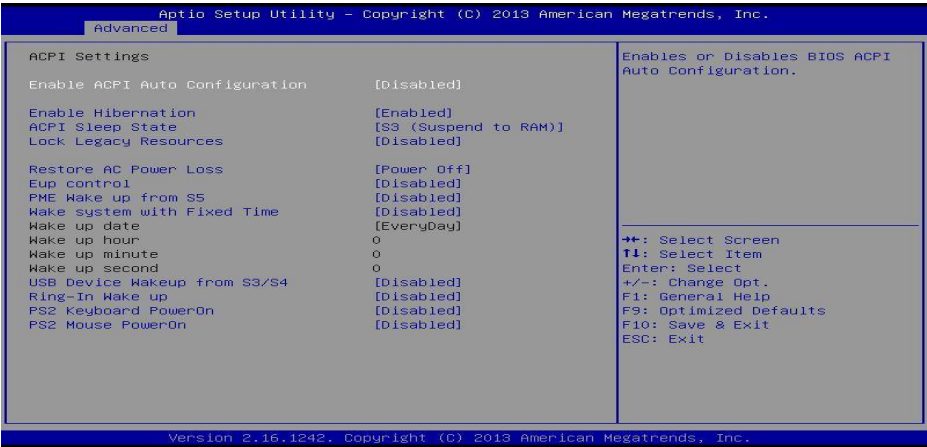 Aptio Setup Utility – Copyright (C) 2013 American Megatrends, Inc.
Advanced
ACPI Settings
Enable ACPI Auto Configuration [Disabled]
Enable Hibernation [Enabled]
ACPI Sleep State [S3 (Suspend to RAM)]
Lock Legacy Resources [Disabled]
Restore AC Power Loss [Power Off]
Eup control [Disabled]
PME Wake up from S5 [Disabled]
Wake system with Fixed Time [Disabled]
Wake up date [EveryDay]
Wake up hour 0
Wake up minute 0
Wake up second 0
USB Device Wakeup from S3/S4 [Disabled]
Ring-In Wake up [Disabled]
PS2 Keyboard PowerOn [Disabled]
PS2 Mouse PowerOn [Disabled]
Enables or Disables BIOS ACPI
Auto Configuration.
→←: Select Screen
↑↓: Select Item
Enter: Select
+/-: Change Opt.
F1: General Help
F9: Optimized Defaults
F10: Save & Exit
ESC: Exit
Version 2.16.1242. Copyright (C) 2013 American Megatrends, Inc.